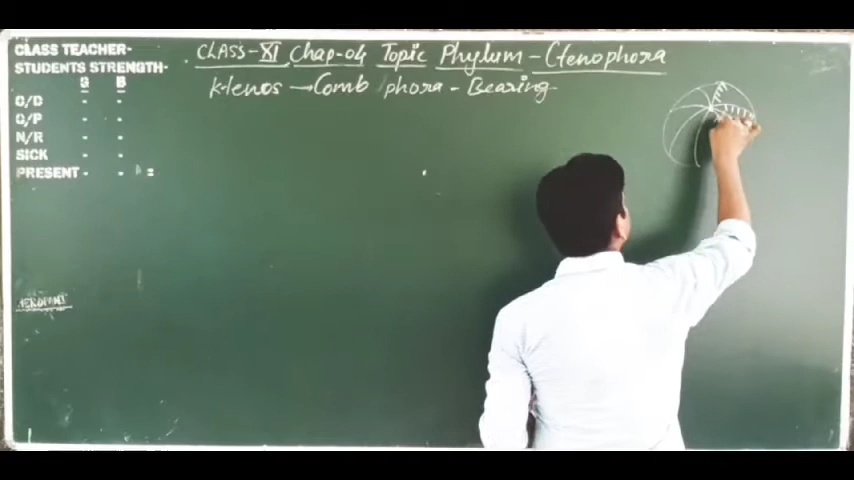 CLASS TEACHER-
STUDENTS STRENGTH-
G B
O/D - -
O/P - -
N/R - -
SICK - -
PRESENT - - =
CLASS-XI Chap-04 Topic Phylum-Ctenophora
Ktenos → Comb phora - Bearing